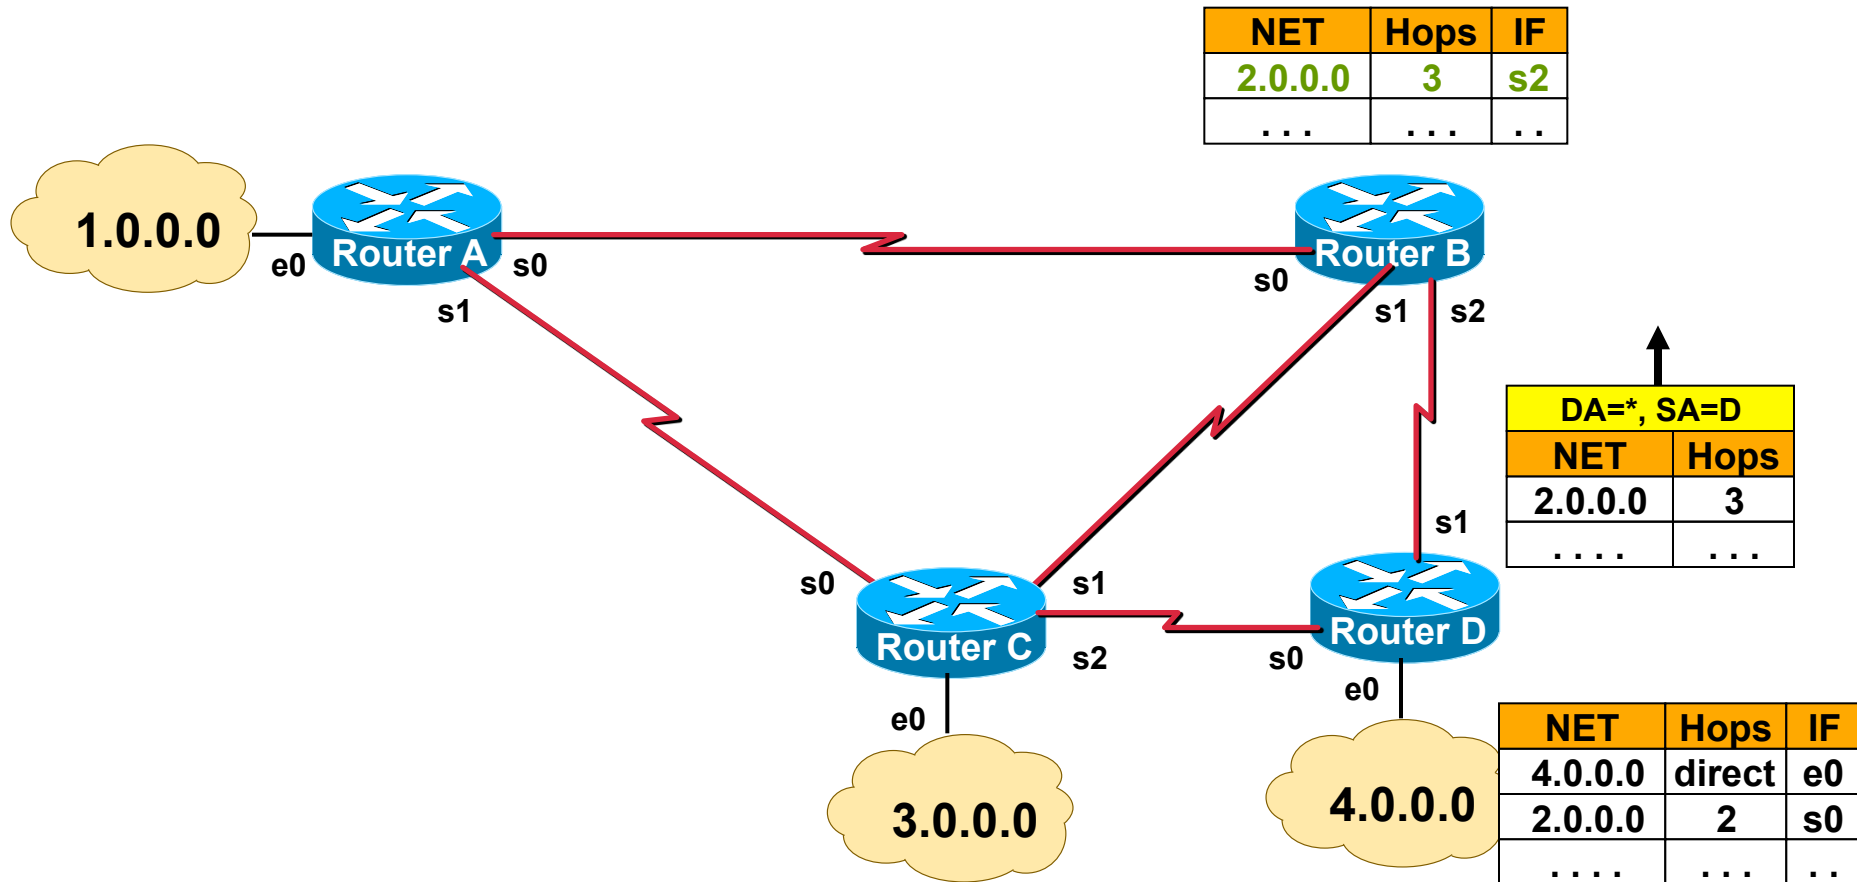 NET Hops IF
2.0.0.0 3 s2
. . . . . . . .
1.0.0.0
e0
Router A
s0
s1
Router B
s0
s1
s2
DA=*, SA=D
NET Hops
2.0.0.0 3
. . . . . . .
s1
s0
Router C
s1
s2
e0
3.0.0.0
Router D
s0
e0
4.0.0.0
NET Hops IF
4.0.0.0 direct e0
2.0.0.0 2 s0
. . . . . . . . .